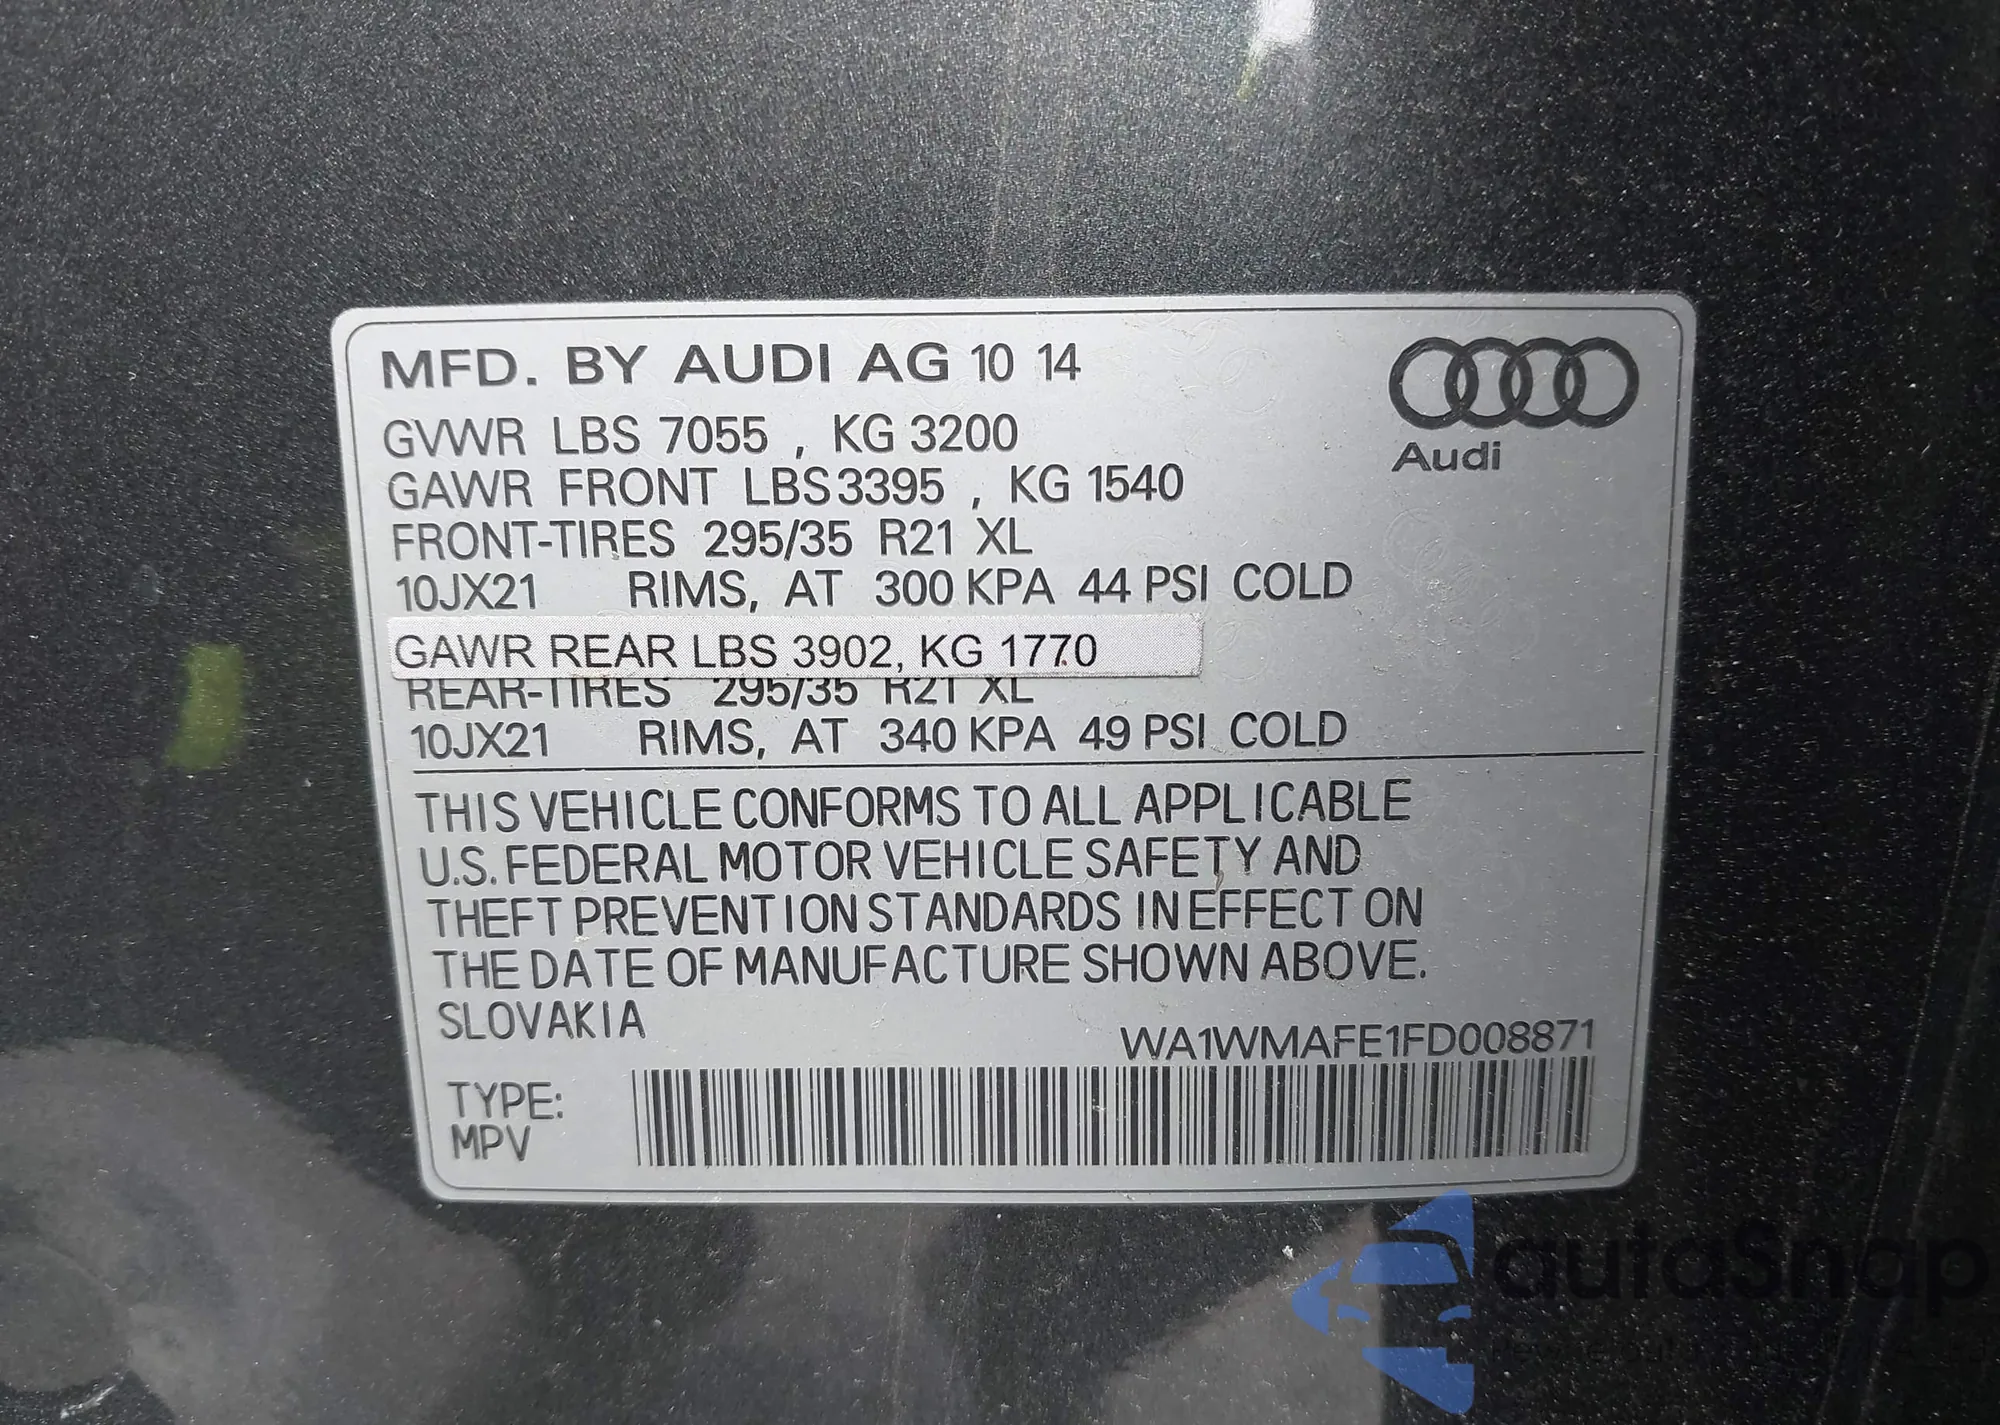 MFD. BY AUDI AG 10 14
Audi
GVWR LBS 7055 , KG 3200
GAWR FRONT LBS 3395 , KG 1540
FRONT-TIRES 295/35 R21 XL
10JX21 RIMS, AT 300 KPA 44 PSI COLD
GAWR REAR LBS 3902, KG 1770
REAR-TIRES 295/35 R21 XL
10JX21 RIMS, AT 340 KPA 49 PSI COLD
THIS VEHICLE CONFORMS TO ALL APPLICABLE
U.S. FEDERAL MOTOR VEHICLE SAFETY AND
THEFT PREVENTION STANDARDS IN EFFECT ON
THE DATE OF MANUFACTURE SHOWN ABOVE.
SLOVAKIA
WA1WMAFE1FD008871
TYPE:
MPV
autoSnap